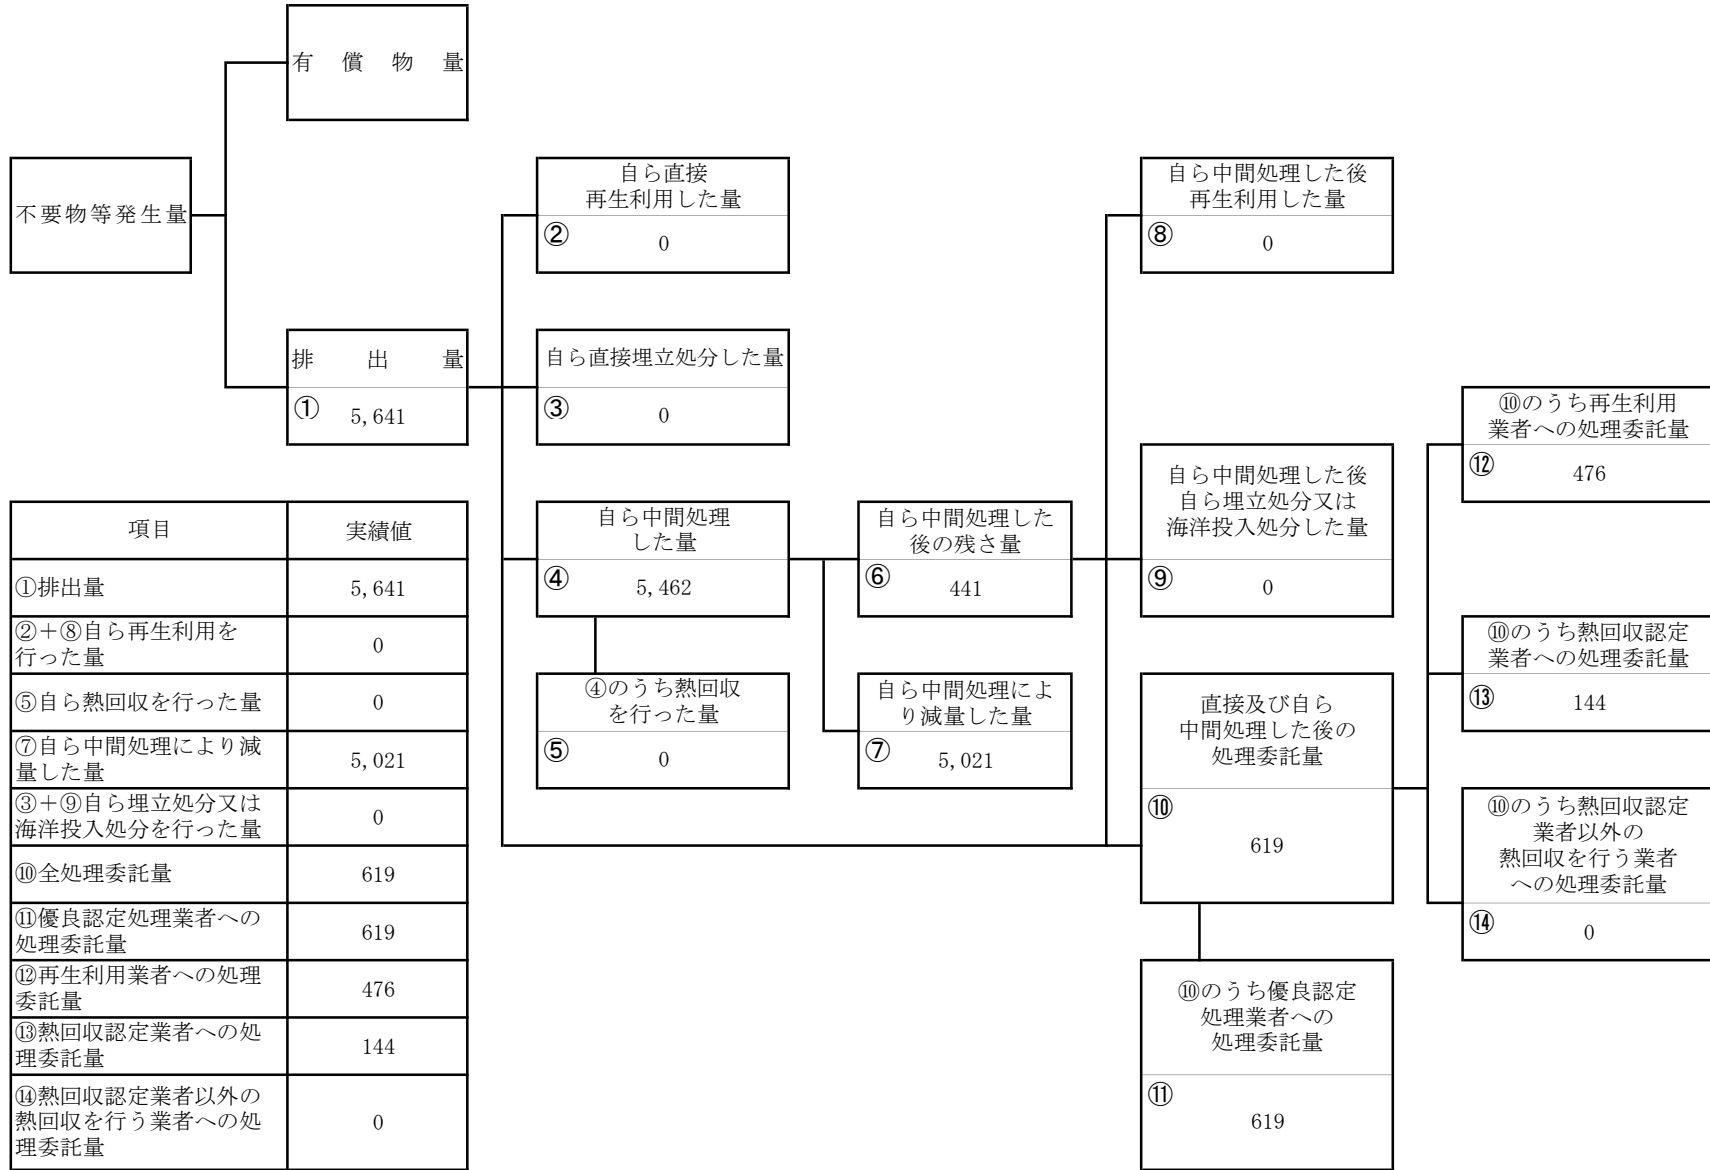 有償物量
不要物等発生量
自ら直接
再生利用した量
②
0
自ら中間処理した後
再生利用した量
⑧
0
排出量
①
5,641
自ら直接埋立処分した量
③
0
⑩のうち再生利用
業者への処理委託量
⑫
476
自ら中間処理
した量
④
5,462
自ら中間処理した
後の残さ量
⑥
441
自ら中間処理した後
自ら埋立処分又は
海洋投入処分した量
⑨
0
④のうち熱回収
を行った量
⑤
0
自ら中間処理によ
り減量した量
⑦
5,021
直接及び自ら
中間処理した後の
処理委託量
⑩
619
⑩のうち熱回収認定
業者への処理委託量
⑬
144
⑩のうち熱回収認定
業者以外の
熱回収を行う業者
への処理委託量
⑭
0
⑩のうち優良認定
処理業者への
処理委託量
⑪
619
項目
実績値
①排出量
5,641
②＋⑧自ら再生利用を
行った量
0
⑤自ら熱回収を行った量
0
⑦自ら中間処理により減
量した量
5,021
③＋⑨自ら埋立処分又は
海洋投入処分を行った量
0
⑩全処理委託量
619
⑪優良認定処理業者への
処理委託量
619
⑫再生利用業者への処理
委託量
476
⑬熱回収認定業者への処
理委託量
144
⑭熱回収認定業者以外の
熱回収を行う業者への処
理委託量
0